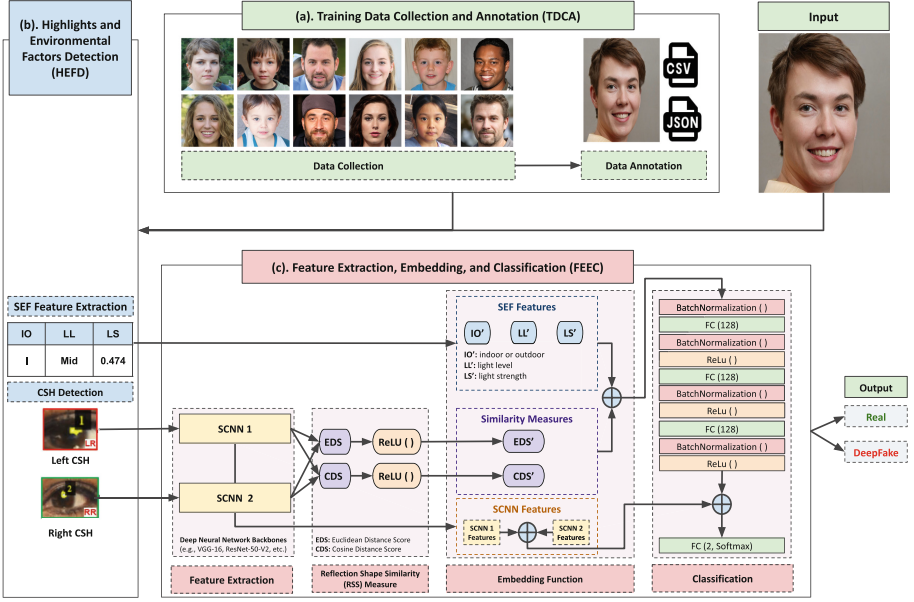 (b). Highlights and
Environmental
Factors Detection
(HEFD)
(a). Training Data Collection and Annotation (TDCA)
CSV
JSON
Data Collection
Data Annotation
Input
(c). Feature Extraction, Embedding, and Classification (FEEC)
SEF Feature Extraction
IO LL LS
I Mid 0.474
CSH Detection
1
LR
Left CSH
2
RR
Right CSH
SCNN 1
SCNN 2
Deep Neural Network Backbones
(e.g., VGG-16, ResNet-50-V2, etc.)
Feature Extraction
EDS
ReLU ( )
CDS
ReLU ( )
EDS: Euclidean Distance Score
CDS: Cosine Distance Score
Reflection Shape Similarity
(RSS) Measure
SEF Features
IO’ LL’ LS’
IO’: indoor or outdoor
LL’: light level
LS’: light strength
Similarity Measures
EDS’
CDS’
SCNN Features
SCNN 1
Features
SCNN 2
Features
Embedding Function
BatchNormalization ( )
FC (128)
BatchNormalization ( )
ReLu ( )
FC (128)
BatchNormalization ( )
ReLu ( )
FC (128)
BatchNormalization ( )
ReLu ( )
FC (2, Softmax)
Classification
Output
Real
DeepFake